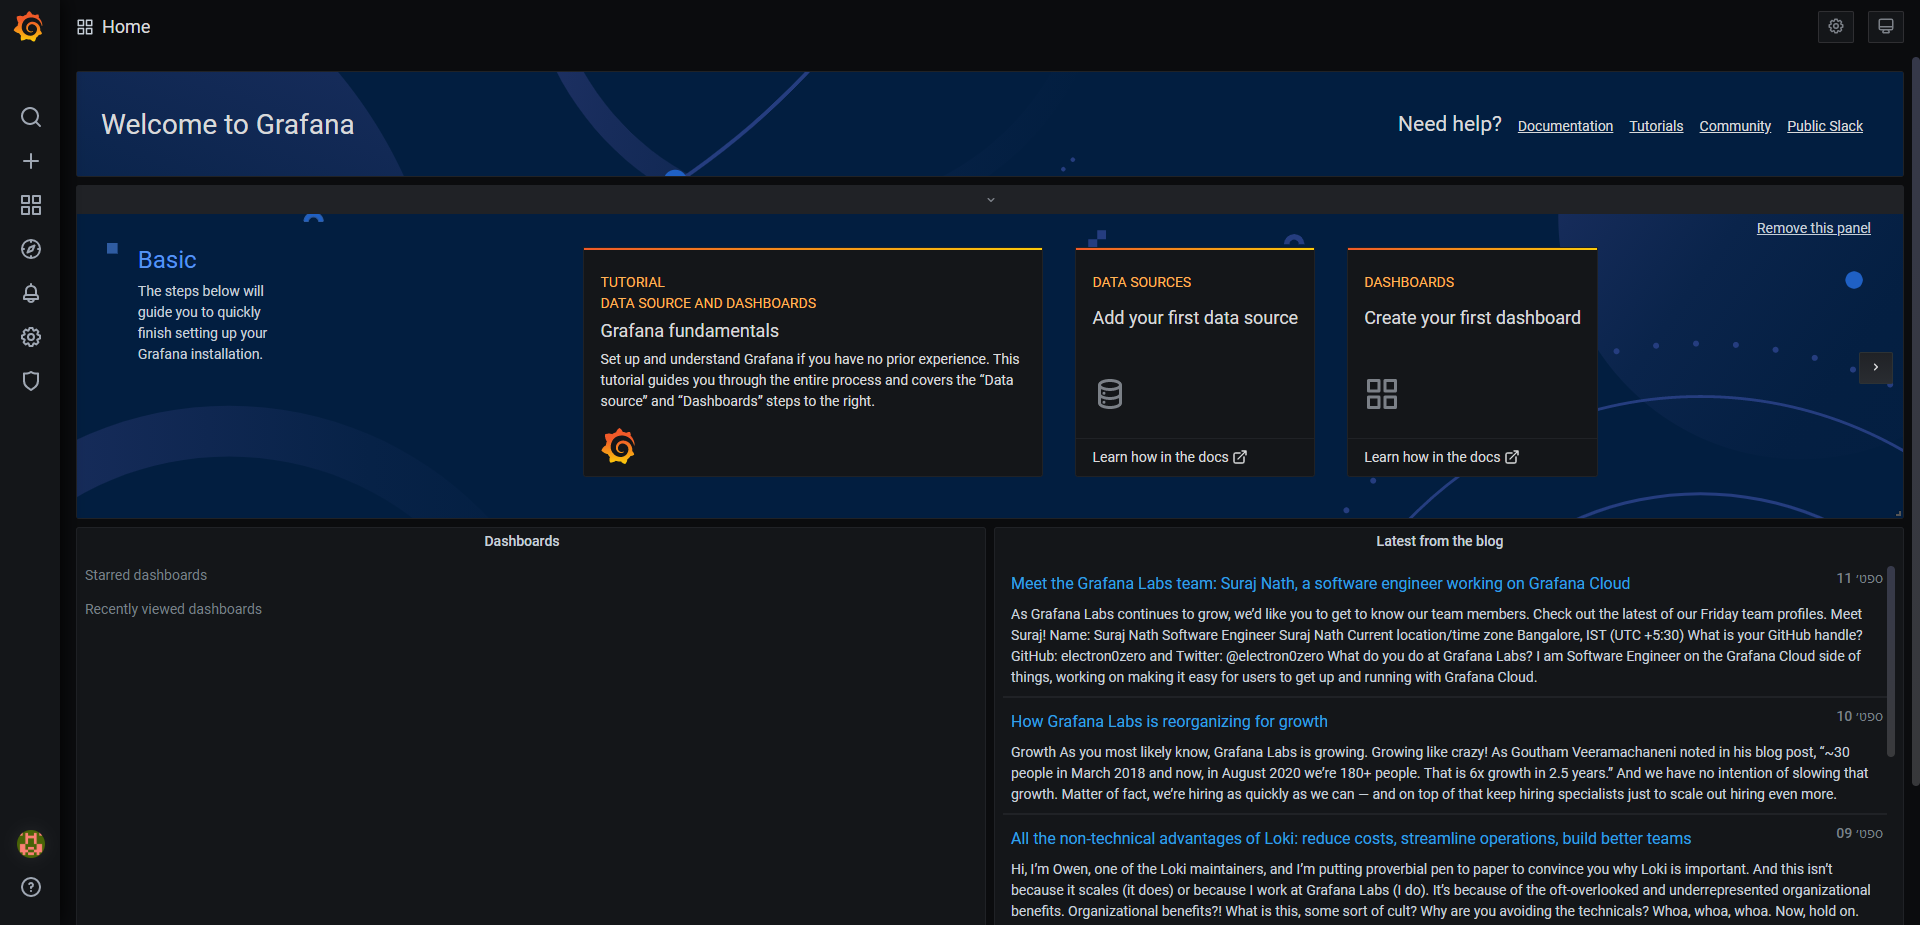 Home
Welcome to Grafana
Need help? Documentation Tutorials Community Public Slack
Remove this panel
Basic
The steps below will
guide you to quickly
finish setting up your
Grafana installation.
TUTORIAL
DATA SOURCE AND DASHBOARDS
Grafana fundamentals
Set up and understand Grafana if you have no prior experience. This
tutorial guides you through the entire process and covers the “Data
source” and “Dashboards” steps to the right.
DATA SOURCES
Add your first data source
Learn how in the docs
DASHBOARDS
Create your first dashboard
Learn how in the docs
Dashboards
Starred dashboards
Recently viewed dashboards
Latest from the blog
Meet the Grafana Labs team: Suraj Nath, a software engineer working on Grafana Cloud
11 ספט׳
As Grafana Labs continues to grow, we’d like you to get to know our team members. Check out the latest of our Friday team profiles. Meet
Suraj! Name: Suraj Nath Software Engineer Suraj Nath Current location/time zone Bangalore, IST (UTC +5:30) What is your GitHub handle?
GitHub: electron0zero and Twitter: @electron0zero What do you do at Grafana Labs? I am Software Engineer on the Grafana Cloud side of
things, working on making it easy for users to get up and running with Grafana Cloud.
How Grafana Labs is reorganizing for growth
10 ספט׳
Growth As you most likely know, Grafana Labs is growing. Growing like crazy! As Goutham Veeramachaneni noted in his blog post, “~30
people in March 2018 and now, in August 2020 we’re 180+ people. That is 6x growth in 2.5 years.” And we have no intention of slowing that
growth. Matter of fact, we’re hiring as quickly as we can — and on top of that keep hiring specialists just to scale out hiring even more.
All the non-technical advantages of Loki: reduce costs, streamline operations, build better teams
09 ספט׳
Hi, I’m Owen, one of the Loki maintainers, and I’m putting proverbial pen to paper to convince you why Loki is important. And this isn’t
because it scales (it does) or because I work at Grafana Labs (I do). It’s because of the oft-overlooked and underrepresented organizational
benefits. Organizational benefits?! What is this, some sort of cult? Why are you avoiding the technicals? Whoa, whoa, whoa. Now, hold on.